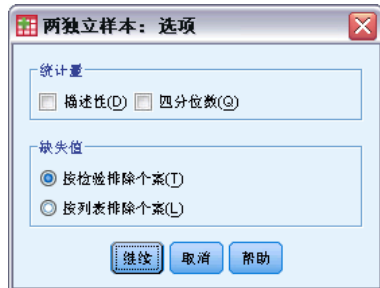 两独立样本： 选项
统计量
描述性(D) 四分位数(Q)
缺失值
按检验排除个案(T)
按列表排除个案(L)
继续 取消 帮助